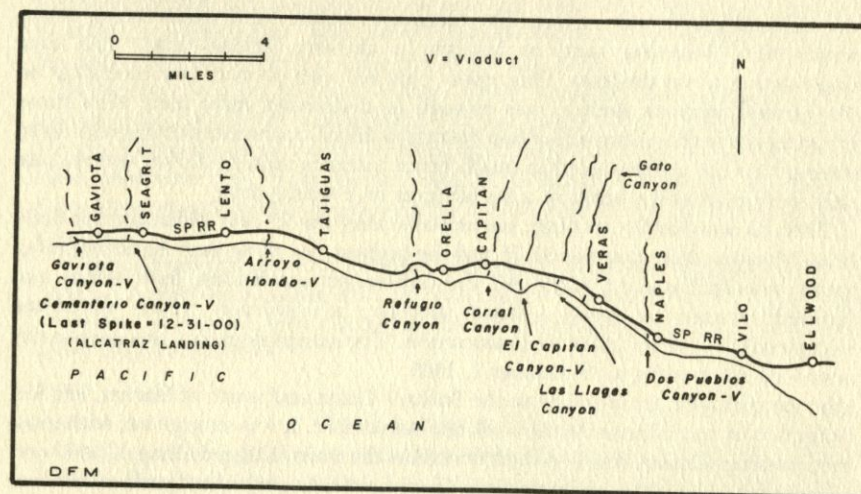 0 4
MILES
V = Viaduct
N
GAVIOTA
SEAGRIT
LENTO
TAJIGUAS
ORELLA
CAPITAN
VERAS
NAPLES
VILO
ELLWOOD
Gato
Canyon
SP RR
SP RR
Gaviota
Canyon-V
Cementerio Canyon-V
(Last Spike = 12-31-00)
(ALCATRAZ LANDING)
Arroyo
Hondo-V
Refugio
Canyon
Corral
Canyon
El Capitan
Canyon-V
Las Llages
Canyon
Dos Pueblos
Canyon-V
PACIFIC
OCEAN
DFM